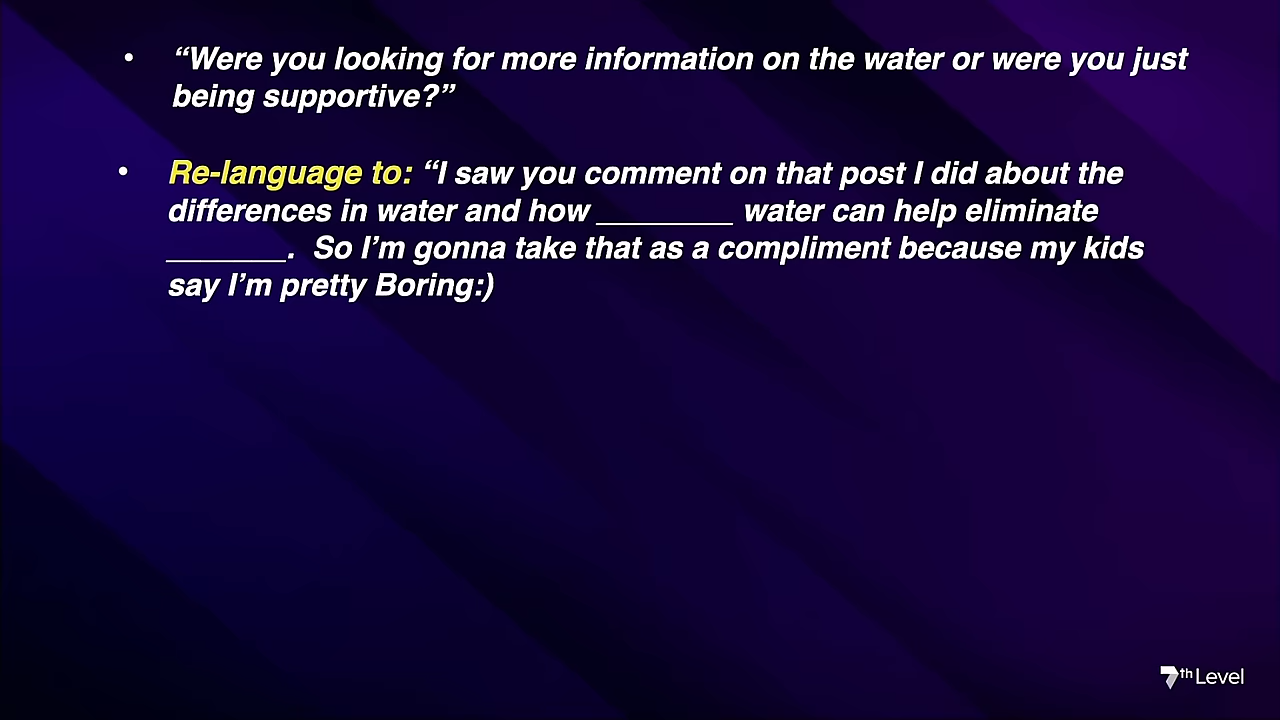 • “Were you looking for more information on the water or were you just
being supportive?”
• Re-language to: “I saw you comment on that post I did about the
differences in water and how ________ water can help eliminate
_______.  So I’m gonna take that as a compliment because my kids
say I’m pretty Boring:)
7th Level